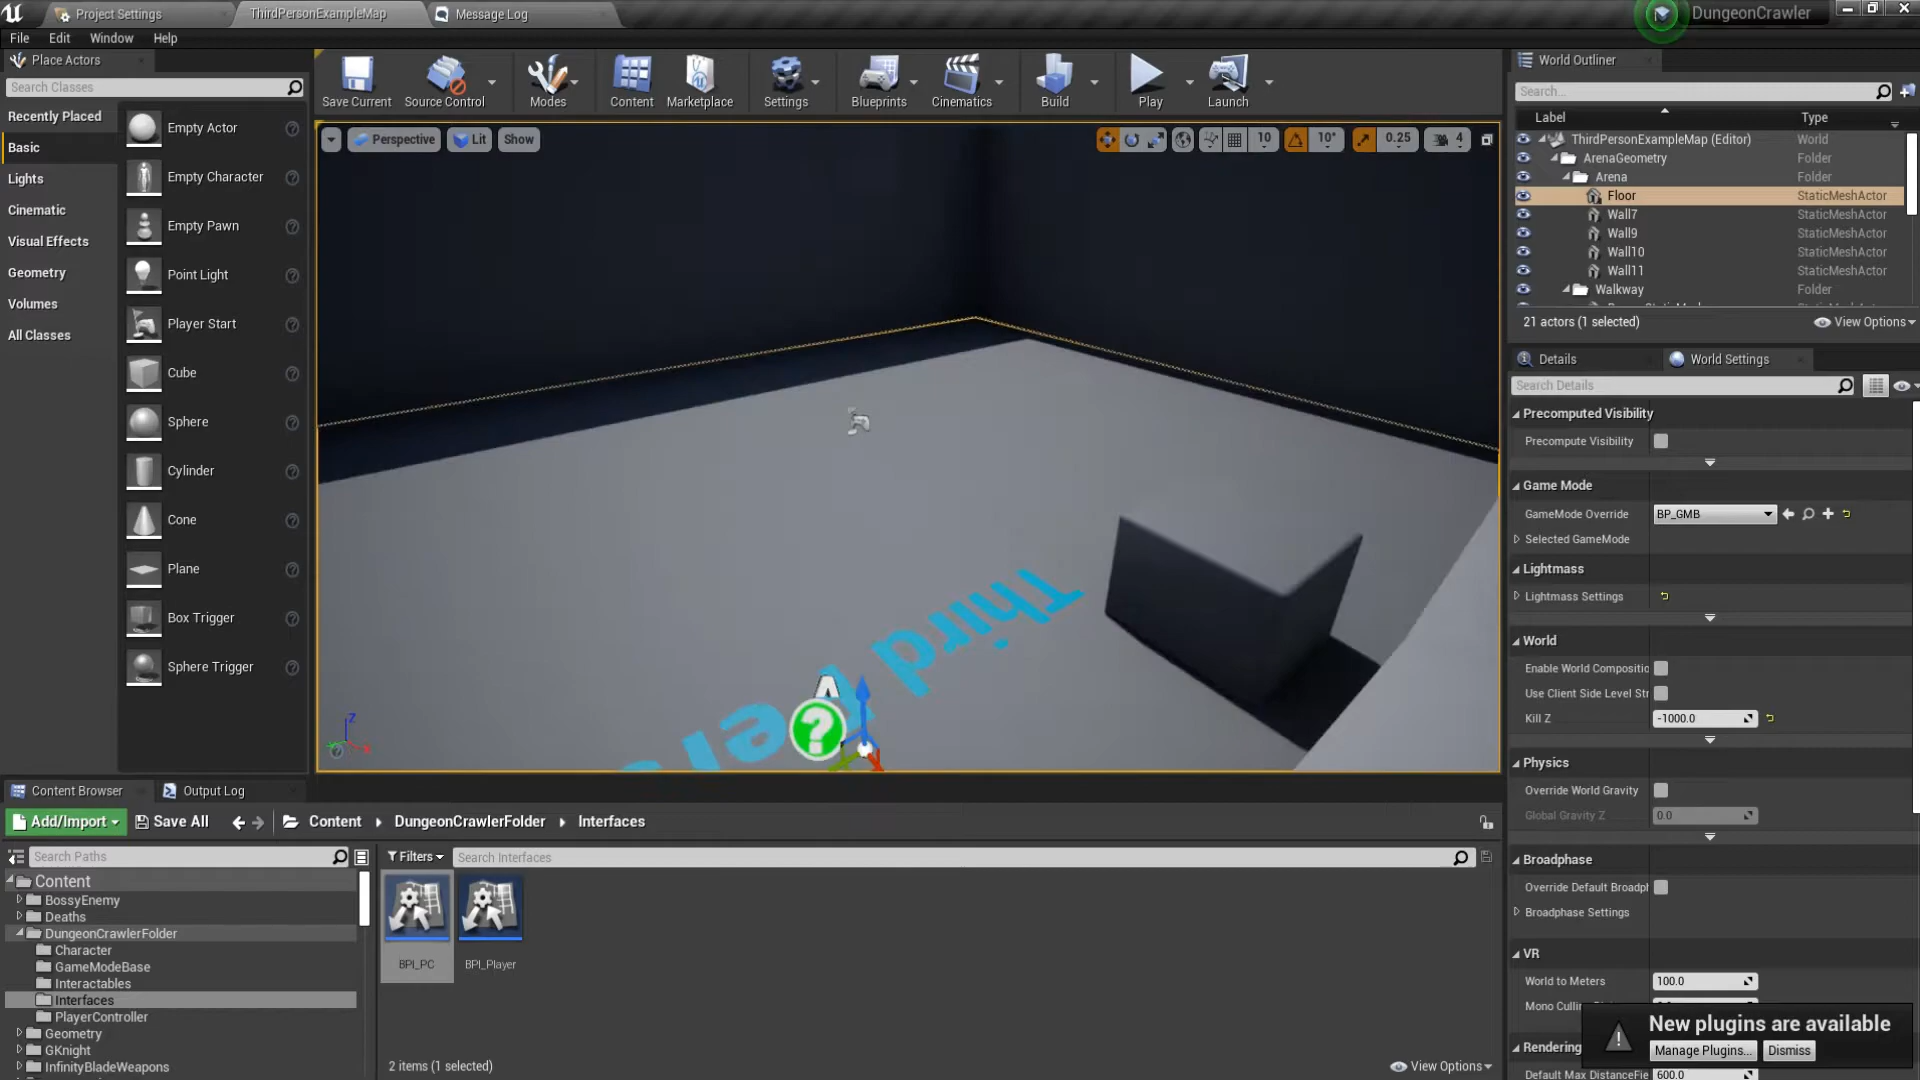 Project Settings
ThirdPersonExampleMap
Message Log
DungeonCrawler
File Edit Window Help
Place Actors
Search Classes
Recently Placed
Basic
Lights
Cinematic
Visual Effects
Geometry
Volumes
All Classes
Empty Actor
Empty Character
Empty Pawn
Point Light
Player Start
Cube
Sphere
Cylinder
Cone
Plane
Box Trigger
Sphere Trigger
Save Current
Source Control
Modes
Content
Marketplace
Settings
Blueprints
Cinematics
Build
Play
Launch
Perspective Lit Show
10 10° 0.25 4
Third Pers
Z
World Outliner
Search...
Label Type
ThirdPersonExampleMap (Editor) World
ArenaGeometry Folder
Arena Folder
Floor StaticMeshActor
Wall7 StaticMeshActor
Wall9 StaticMeshActor
Wall10 StaticMeshActor
Wall11 StaticMeshActor
Walkway Folder
21 actors (1 selected) View Options
Details
World Settings
Search Details
Precomputed Visibility
Precompute Visibility
Game Mode
GameMode Override BP_GMB
Selected GameMode
Lightmass
Lightmass Settings
World
Enable World Compositio
Use Client Side Level Str
Kill Z -1000.0
Physics
Override World Gravity
Global Gravity Z 0.0
Broadphase
Override Default Broadph
Broadphase Settings
VR
World to Meters 100.0
Mono Culling
Rendering
Default Max DistanceFie 600.0
New plugins are available
Manage Plugins... Dismiss
Content Browser
Output Log
Add/Import Save All Content DungeonCrawlerFolder Interfaces
Search Paths
Filters Search Interfaces
Content
BossyEnemy
Deaths
DungeonCrawlerFolder
Character
GameModeBase
Interactables
Interfaces
PlayerController
Geometry
GKnight
InfinityBladeWeapons
BPI_PC
BPI_Player
2 items (1 selected) View Options